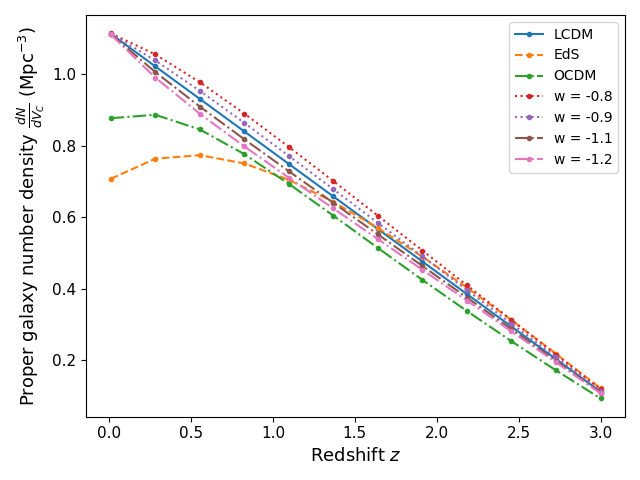 Proper galaxy number density $\frac{dN}{dV_C}$ (Mpc$^{-3}$)
1.0
0.8
0.6
0.4
0.2
LCDM
EdS
OCDM
w = -0.8
w = -0.9
w = -1.1
w = -1.2
0.0 0.5 1.0 1.5 2.0 2.5 3.0
Redshift z